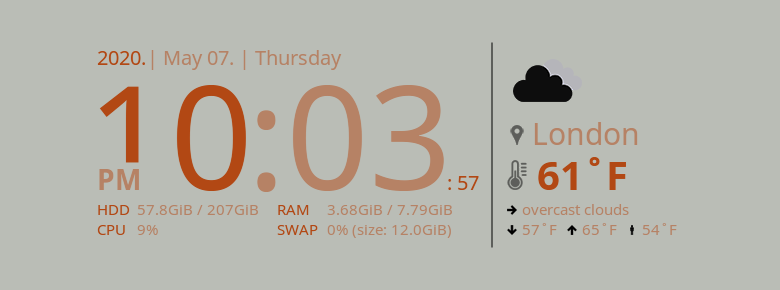 2020. | May 07. | Thursday
10:03
PM : 57
HDD 57.8GiB / 207GiB RAM 3.68GiB / 7.79GiB
CPU 9% SWAP 0% (size: 12.0GiB)
London
61°F
overcast clouds
57°F 65°F 54°F